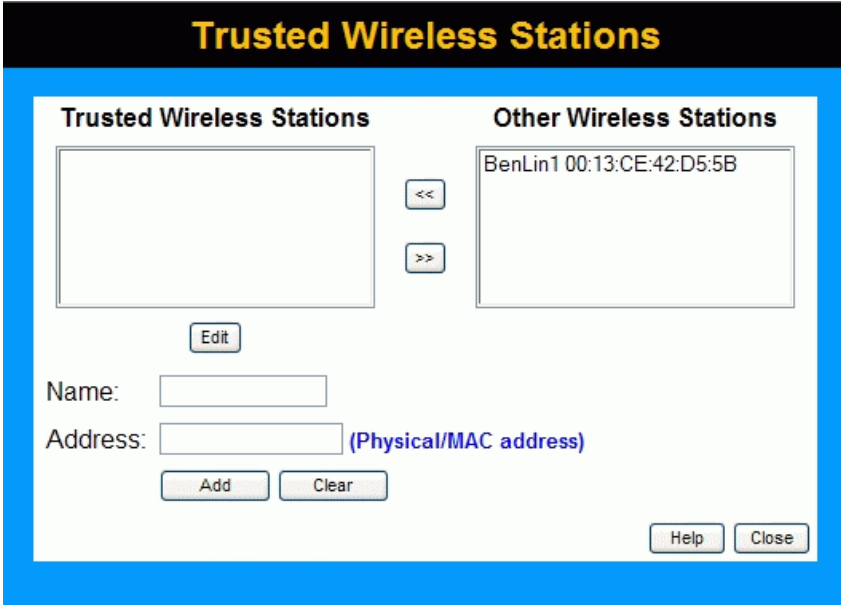 Trusted Wireless Stations
Trusted Wireless Stations
Other Wireless Stations
BenLin1 00:13:CE:42:D5:5B
<<
>>
Edit
Name:
Address: (Physical/MAC address)
Add Clear
Help Close